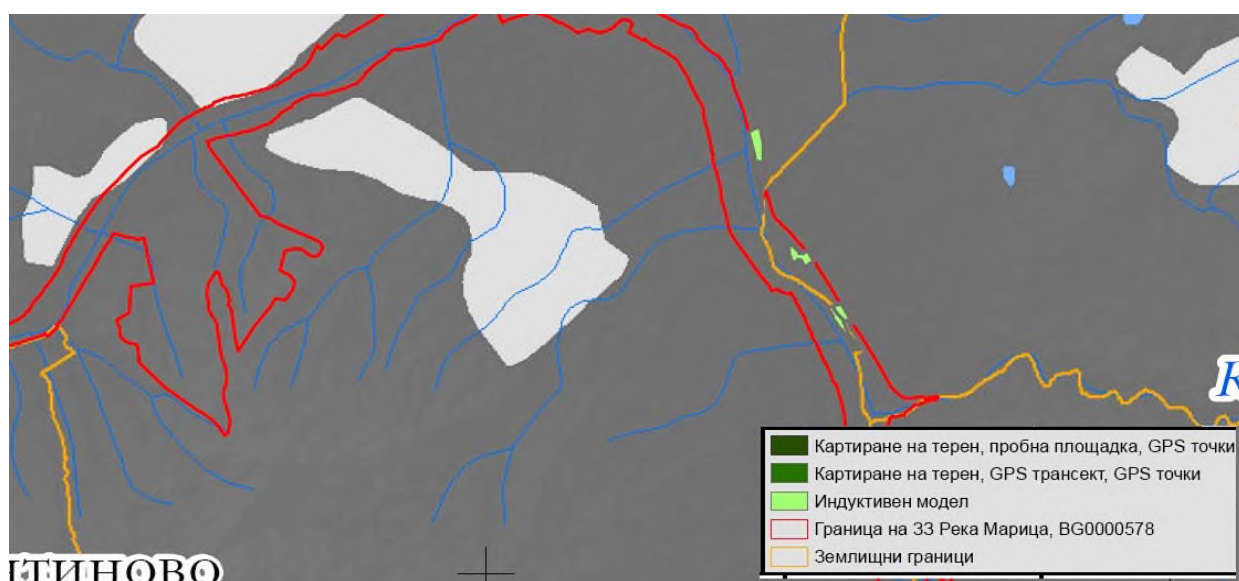 К
Картиране на терен, пробна площадка, GPS точки
Картиране на терен, GPS трансект, GPS точки
Индуктивен модел
Граница на ЗЗ Река Марица, BG0000578
Землищни граници